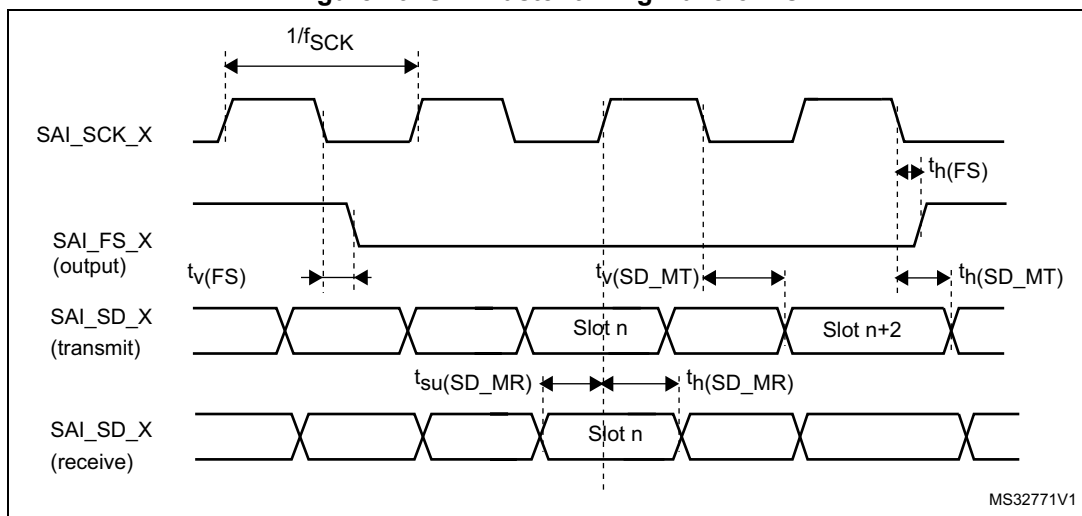 1/fSCK
SAI_SCK_X
th(FS)
SAI_FS_X
(output)
tv(FS)
tv(SD_MT)
th(SD_MT)
SAI_SD_X
(transmit)
Slot n
Slot n+2
tsu(SD_MR)
th(SD_MR)
SAI_SD_X
(receive)
Slot n
MS32771V1